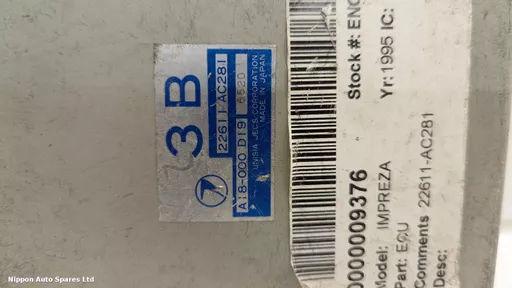 3B
22611-AC281
A18-000 D19 6520
UNISIA JECS CORPORATION
MADE IN JAPAN
Stock #: ENG
Yr: 1995 IC:
0000009376
Model: IMPREZA
Part: ECU
Comments 22611-AC281
Desc:
Nippon Auto Spares Ltd